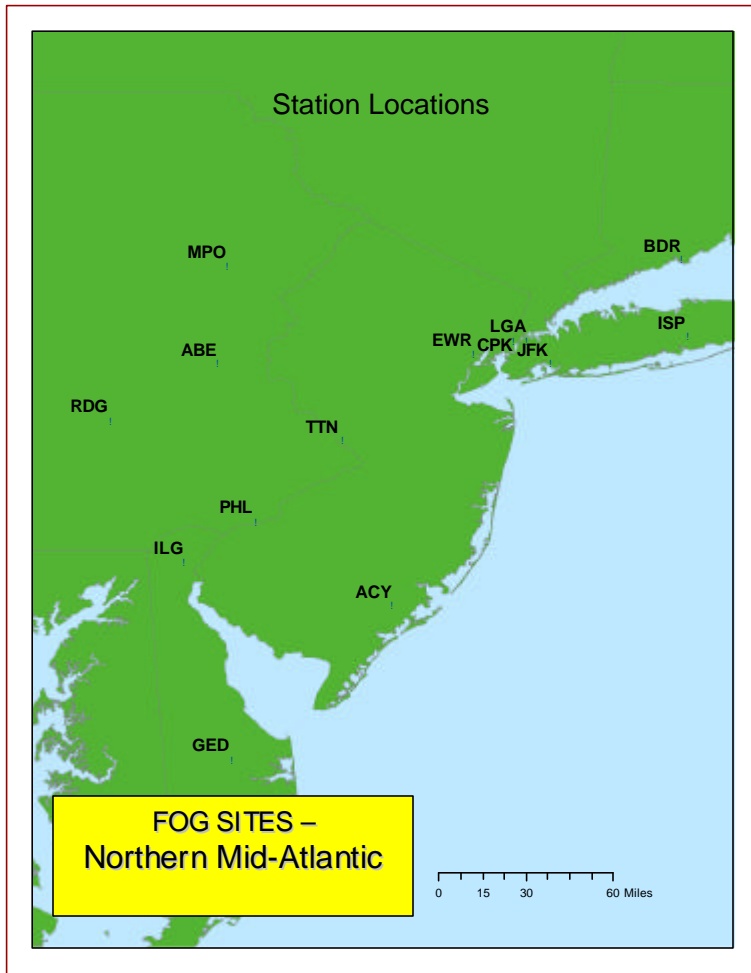 Station Locations
MPO
BDR
LGA
ISP
EWR
CPK
JFK
ABE
RDG
TTN
PHL
ILG
ACY
GED
FOG SITES –
Northern Mid-Atlantic
0 15 30 60 Miles